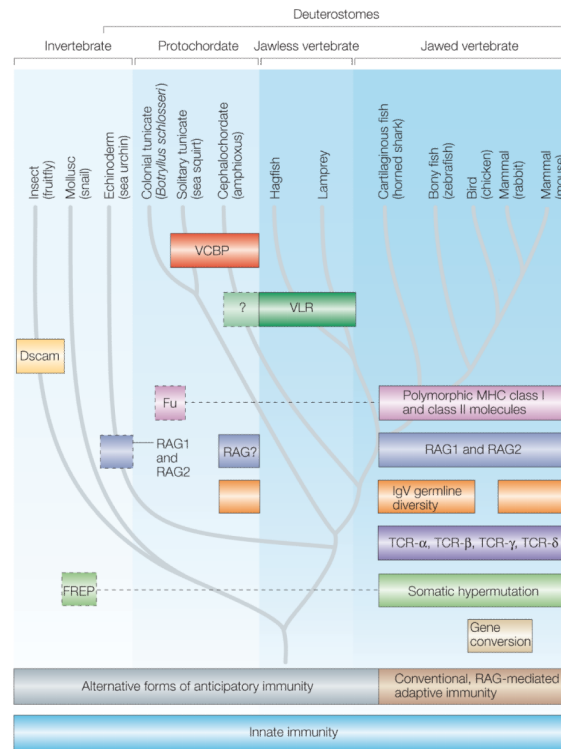 Deuterostomes
Invertebrate
Protochordate
Jawless vertebrate
Jawed vertebrate
Insect
(fruitfly)
Mollusc
(snail)
Echinoderm
(sea urchin)
Colonial tunicate
(Botryllus schlosseri)
Solitary tunicate
(sea squirt)
Cephalochordate
(amphioxus)
Hagfish
Lamprey
Cartilaginous fish
(horned shark)
Bony fish
(zebrafish)
Bird
(chicken)
Mammal
(rabbit)
Mammal
(mouse)
VCBP
?
VLR
Dscam
Fu
Polymorphic MHC class I
and class II molecules
RAG1
and
RAG2
RAG?
RAG1 and RAG2
IgV germline
diversity
TCR-α, TCR-β, TCR-γ, TCR-δ
FREP
Somatic hypermutation
Gene
conversion
Alternative forms of anticipatory immunity
Conventional, RAG-mediated
adaptive immunity
Innate immunity